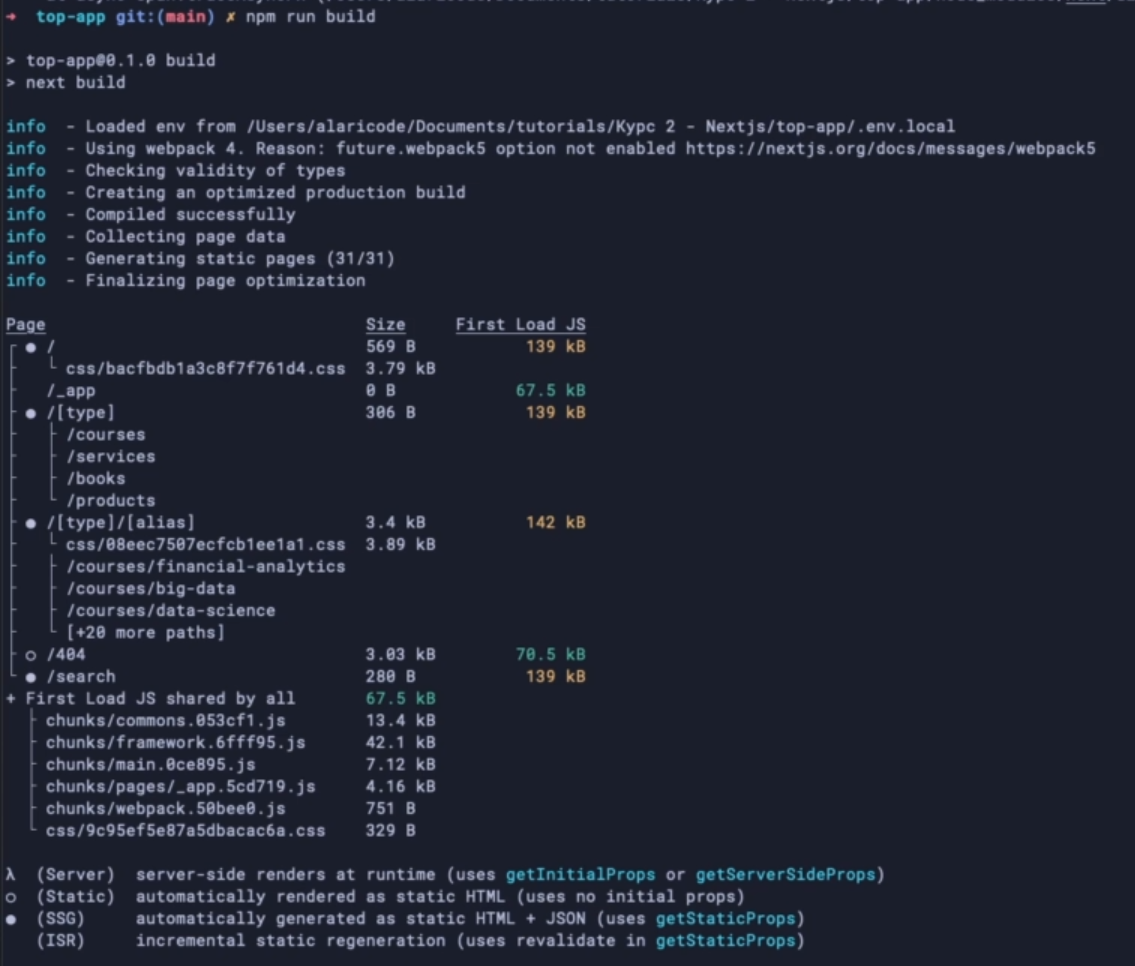 → top-app git:(main) ✗ npm run build
> top-app@0.1.0 build
> next build
info - Loaded env from /Users/alaricode/Documents/tutorials/Курс 2 - Nextjs/top-app/.env.local
info - Using webpack 4. Reason: future.webpack5 option not enabled https://nextjs.org/docs/messages/webpack5
info - Checking validity of types
info - Creating an optimized production build
info - Compiled successfully
info - Collecting page data
info - Generating static pages (31/31)
info - Finalizing page optimization
Page Size First Load JS
┌ ● / 569 B 139 kB
├ └ css/bacfbdb1a3c8f7f761d4.css 3.79 kB
├ /_app 0 B 67.5 kB
├ ● /[type] 306 B 139 kB
├ ├ /courses
├ ├ /services
├ ├ /books
├ └ /products
├ ● /[type]/[alias] 3.4 kB 142 kB
├ └ css/08eec7507ecfcb1ee1a1.css 3.89 kB
├ ├ /courses/financial-analytics
├ ├ /courses/big-data
├ ├ /courses/data-science
├ └ [+20 more paths]
├ ○ /404 3.03 kB 70.5 kB
└ ● /search 280 B 139 kB
+ First Load JS shared by all 67.5 kB
├ chunks/commons.053cf1.js 13.4 kB
├ chunks/framework.6fff95.js 42.1 kB
├ chunks/main.0ce895.js 7.12 kB
├ chunks/pages/_app.5cd719.js 4.16 kB
├ chunks/webpack.50bee0.js 751 B
└ css/9c95ef5e87a5dbacac6a.css 329 B
λ (Server) server-side renders at runtime (uses getInitialProps or getServerSideProps)
○ (Static) automatically rendered as static HTML (uses no initial props)
● (SSG) automatically generated as static HTML + JSON (uses getStaticProps)
(ISR) incremental static regeneration (uses revalidate in getStaticProps)